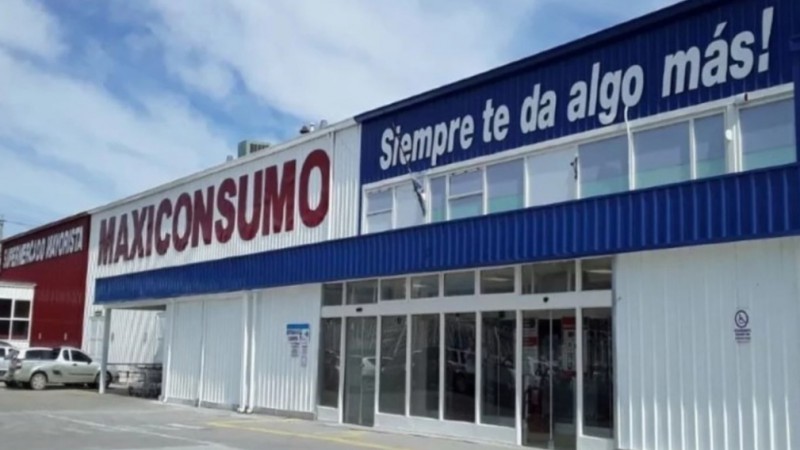 SUPERMERCADO MAYORISTA
MAXICONSUMO
Siempre te da algo más!